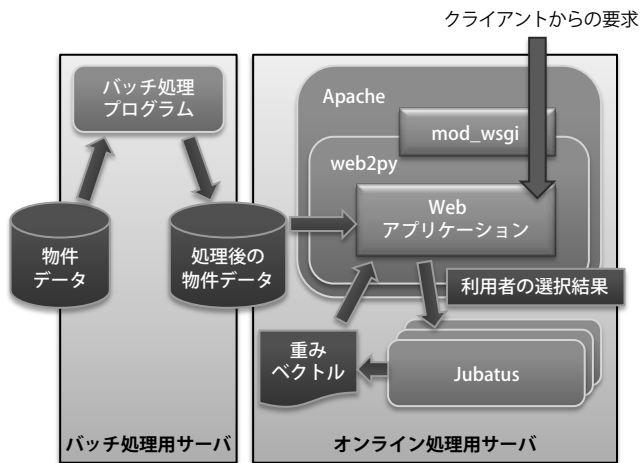 クライアントからの要求
バッチ処理
プログラム
物件
データ
処理後の
物件データ
バッチ処理用サーバ
Apache
mod_wsgi
web2py
Web
アプリケーション
利用者の選択結果
重み
ベクトル
Jubatus
オンライン処理用サーバ